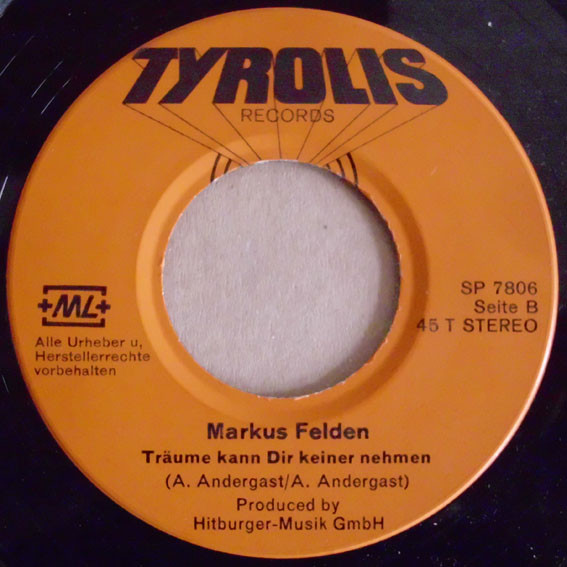 TYROLIS
RECORDS
+ML+
Alle Urheber u,
Herstellerrechte
vorbehalten
SP 7806
Seite B
45 T STEREO
Markus Felden
Träume kann Dir keiner nehmen
(A. Andergast/A. Andergast)
Produced by
Hitburger-Musik GmbH